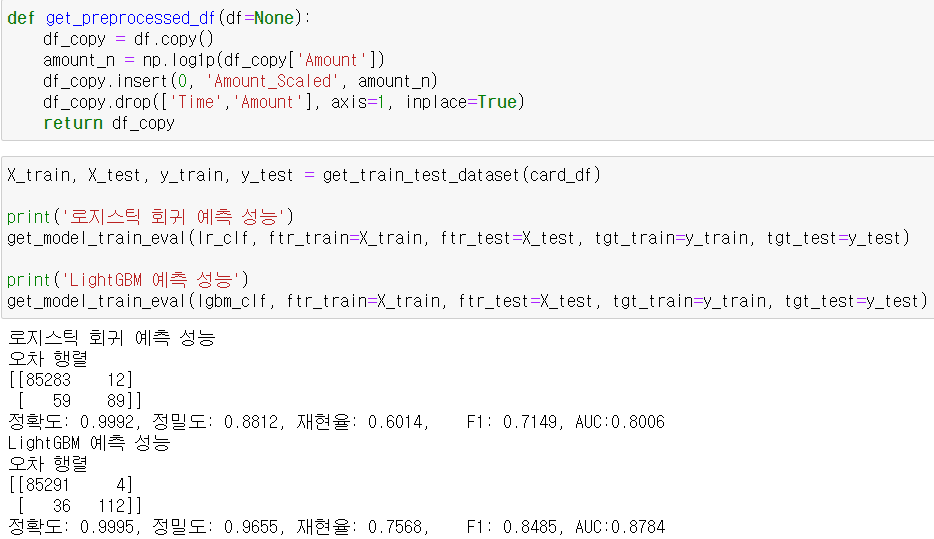 def get_preprocessed_df(df=None):
    df_copy = df.copy()
    amount_n = np.log1p(df_copy['Amount'])
    df_copy.insert(0, 'Amount_Scaled', amount_n)
    df_copy.drop(['Time','Amount'], axis=1, inplace=True)
    return df_copy
X_train, X_test, y_train, y_test = get_train_test_dataset(card_df)
print('로지스틱 회귀 예측 성능')
get_model_train_eval(lr_clf, ftr_train=X_train, ftr_test=X_test, tgt_train=y_train, tgt_test=y_test)
print('LightGBM 예측 성능')
get_model_train_eval(lgbm_clf, ftr_train=X_train, ftr_test=X_test, tgt_train=y_train, tgt_test=y_test)
로지스틱 회귀 예측 성능
오차 행렬
[[85283    12]
 [   59    89]]
정확도: 0.9992, 정밀도: 0.8812, 재현율: 0.6014,    F1: 0.7149, AUC:0.8006
LightGBM 예측 성능
오차 행렬
[[85291     4]
 [   36   112]]
정확도: 0.9995, 정밀도: 0.9655, 재현율: 0.7568,    F1: 0.8485, AUC:0.8784